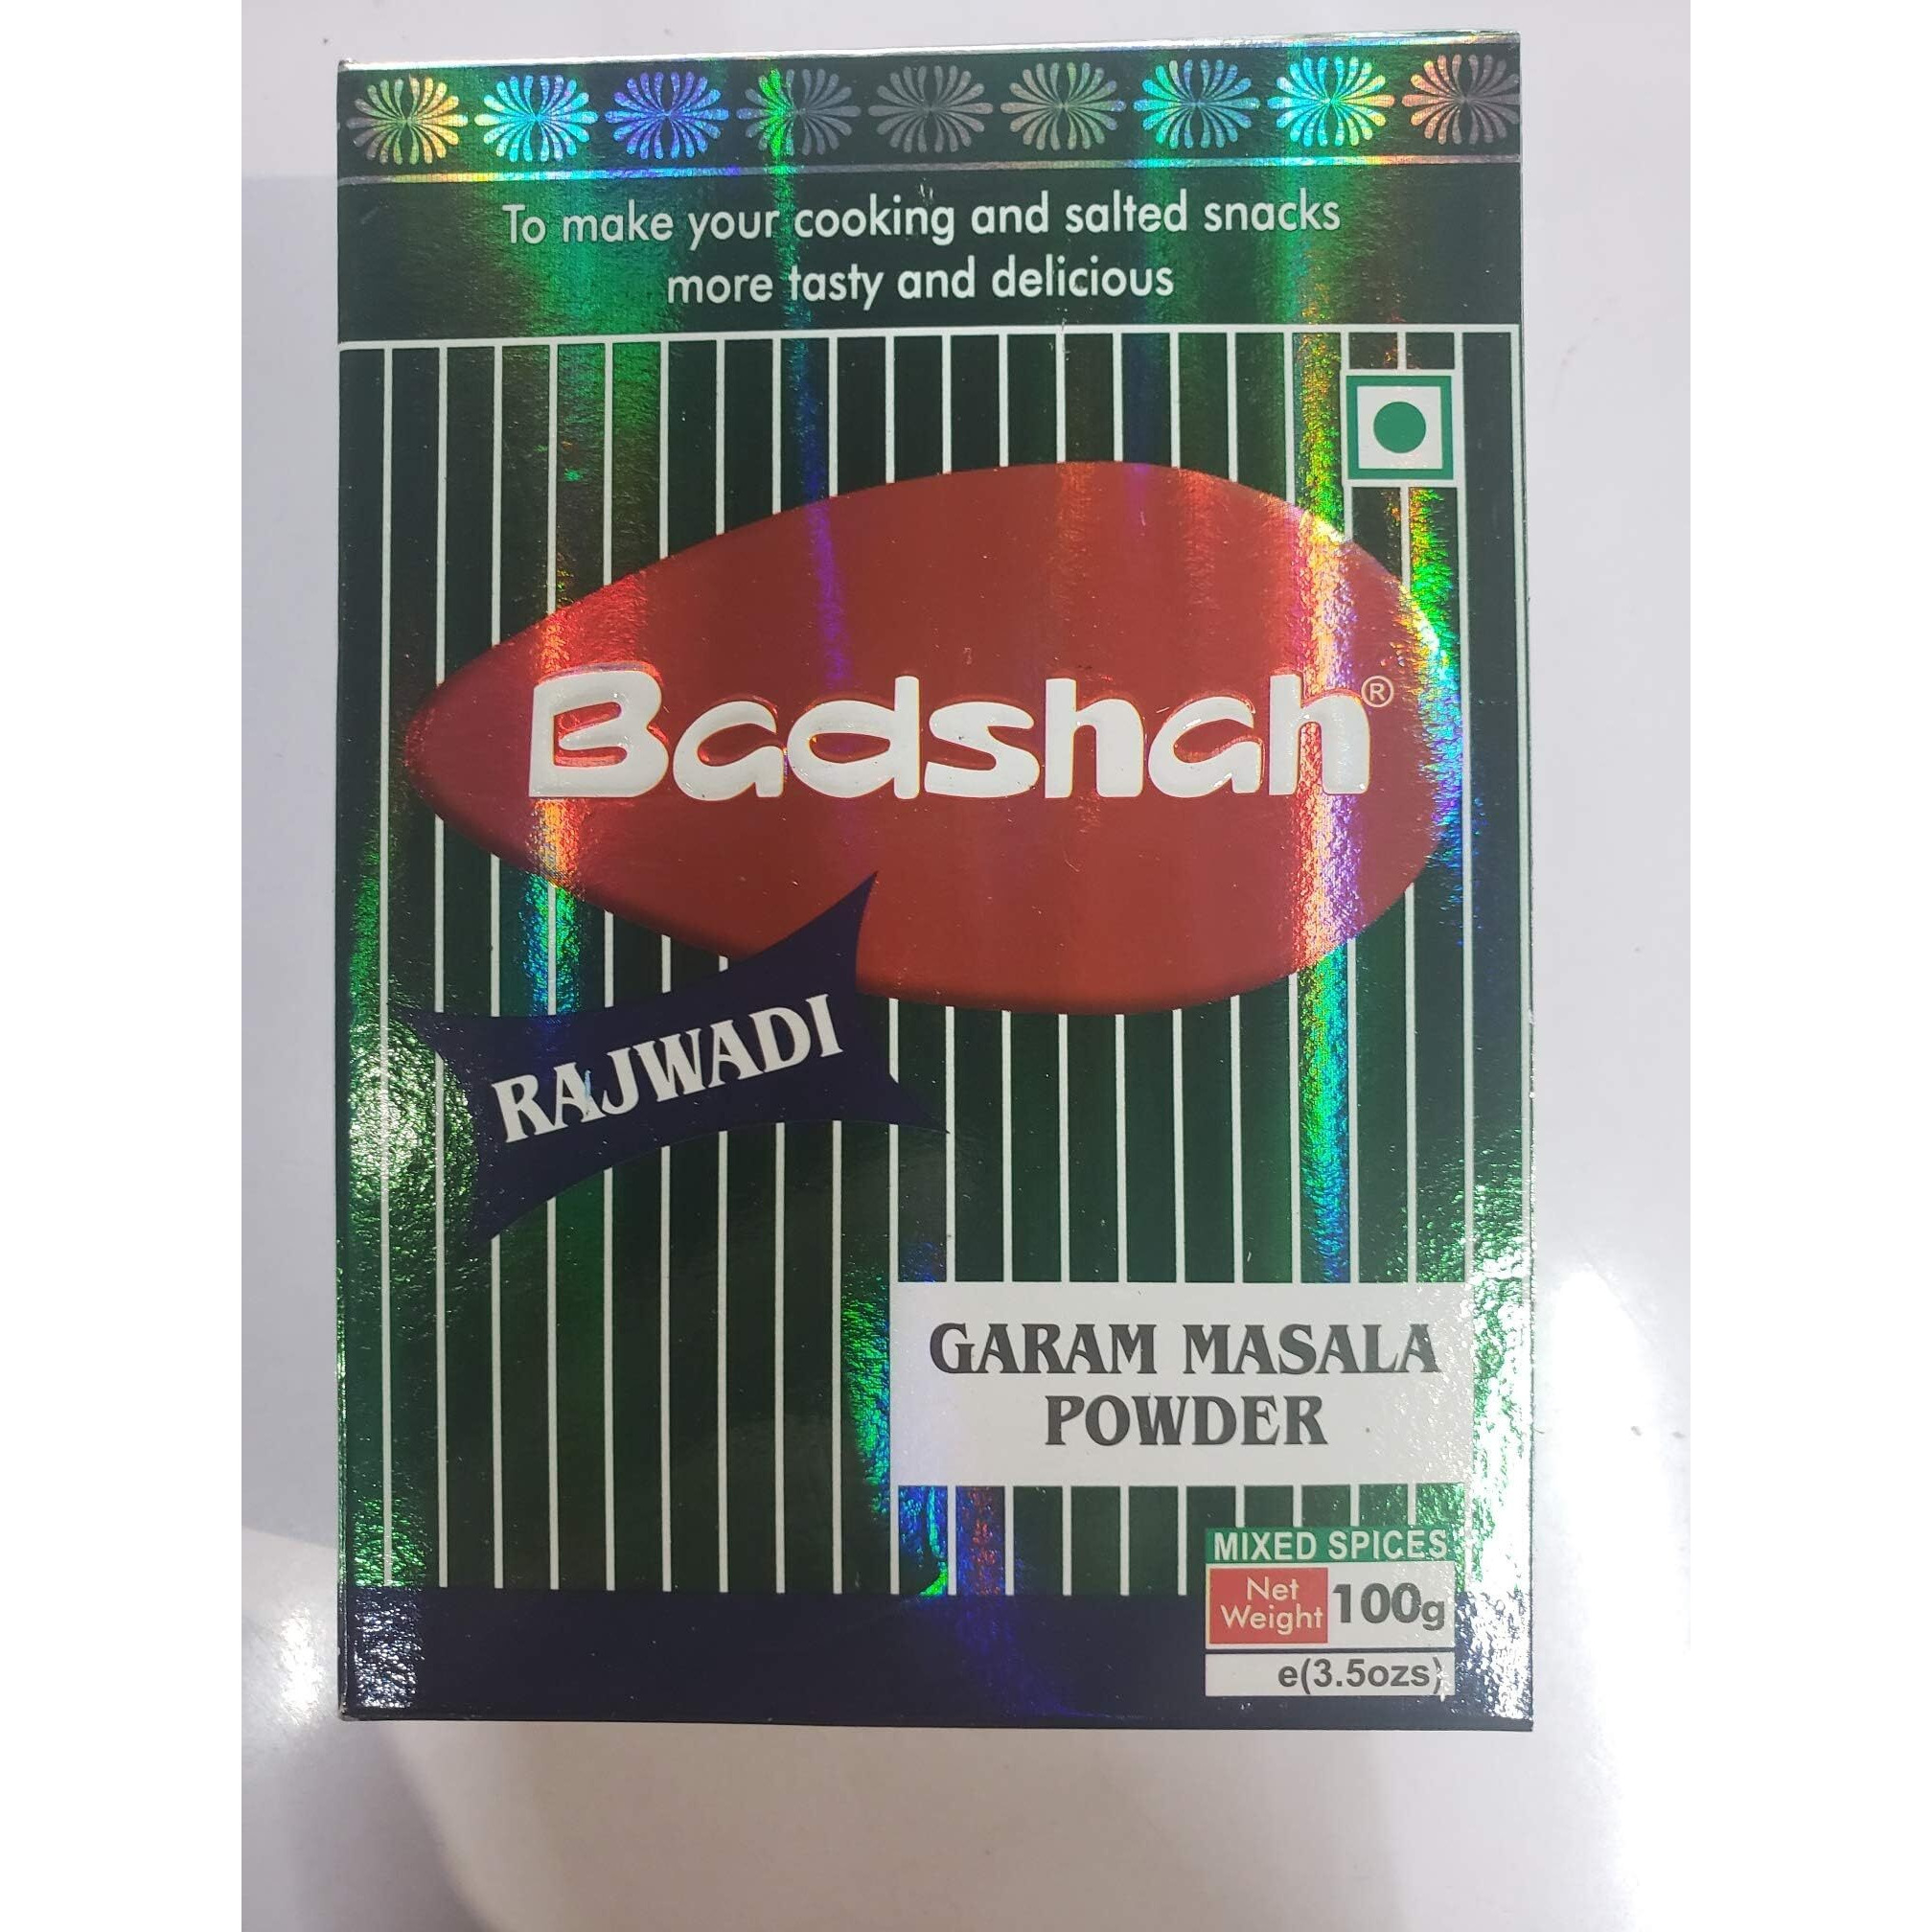 To make your cooking and salted snacks
more tasty and delicious
Badshah®
RAJWADI
GARAM MASALA
POWDER
MIXED SPICES
Net
Weight 100g
e(3.5ozs)